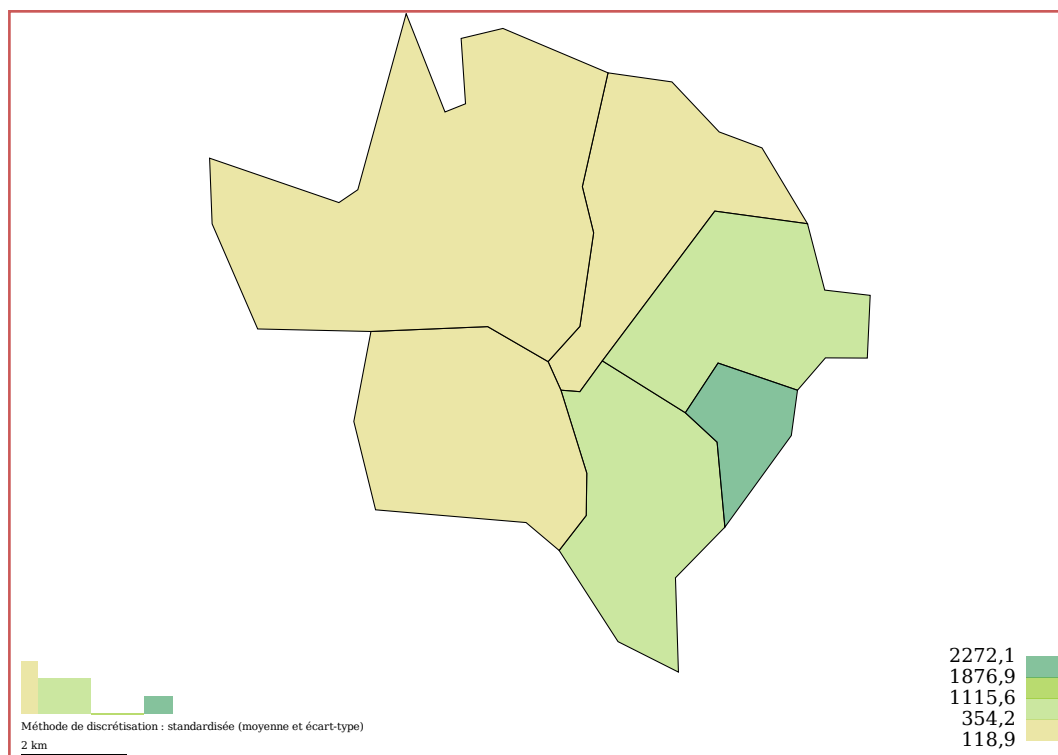 2272,1
1876,9
1115,6
354,2
118,9
Méthode de discrétisation : standardisée (moyenne et écart-type)
2 km